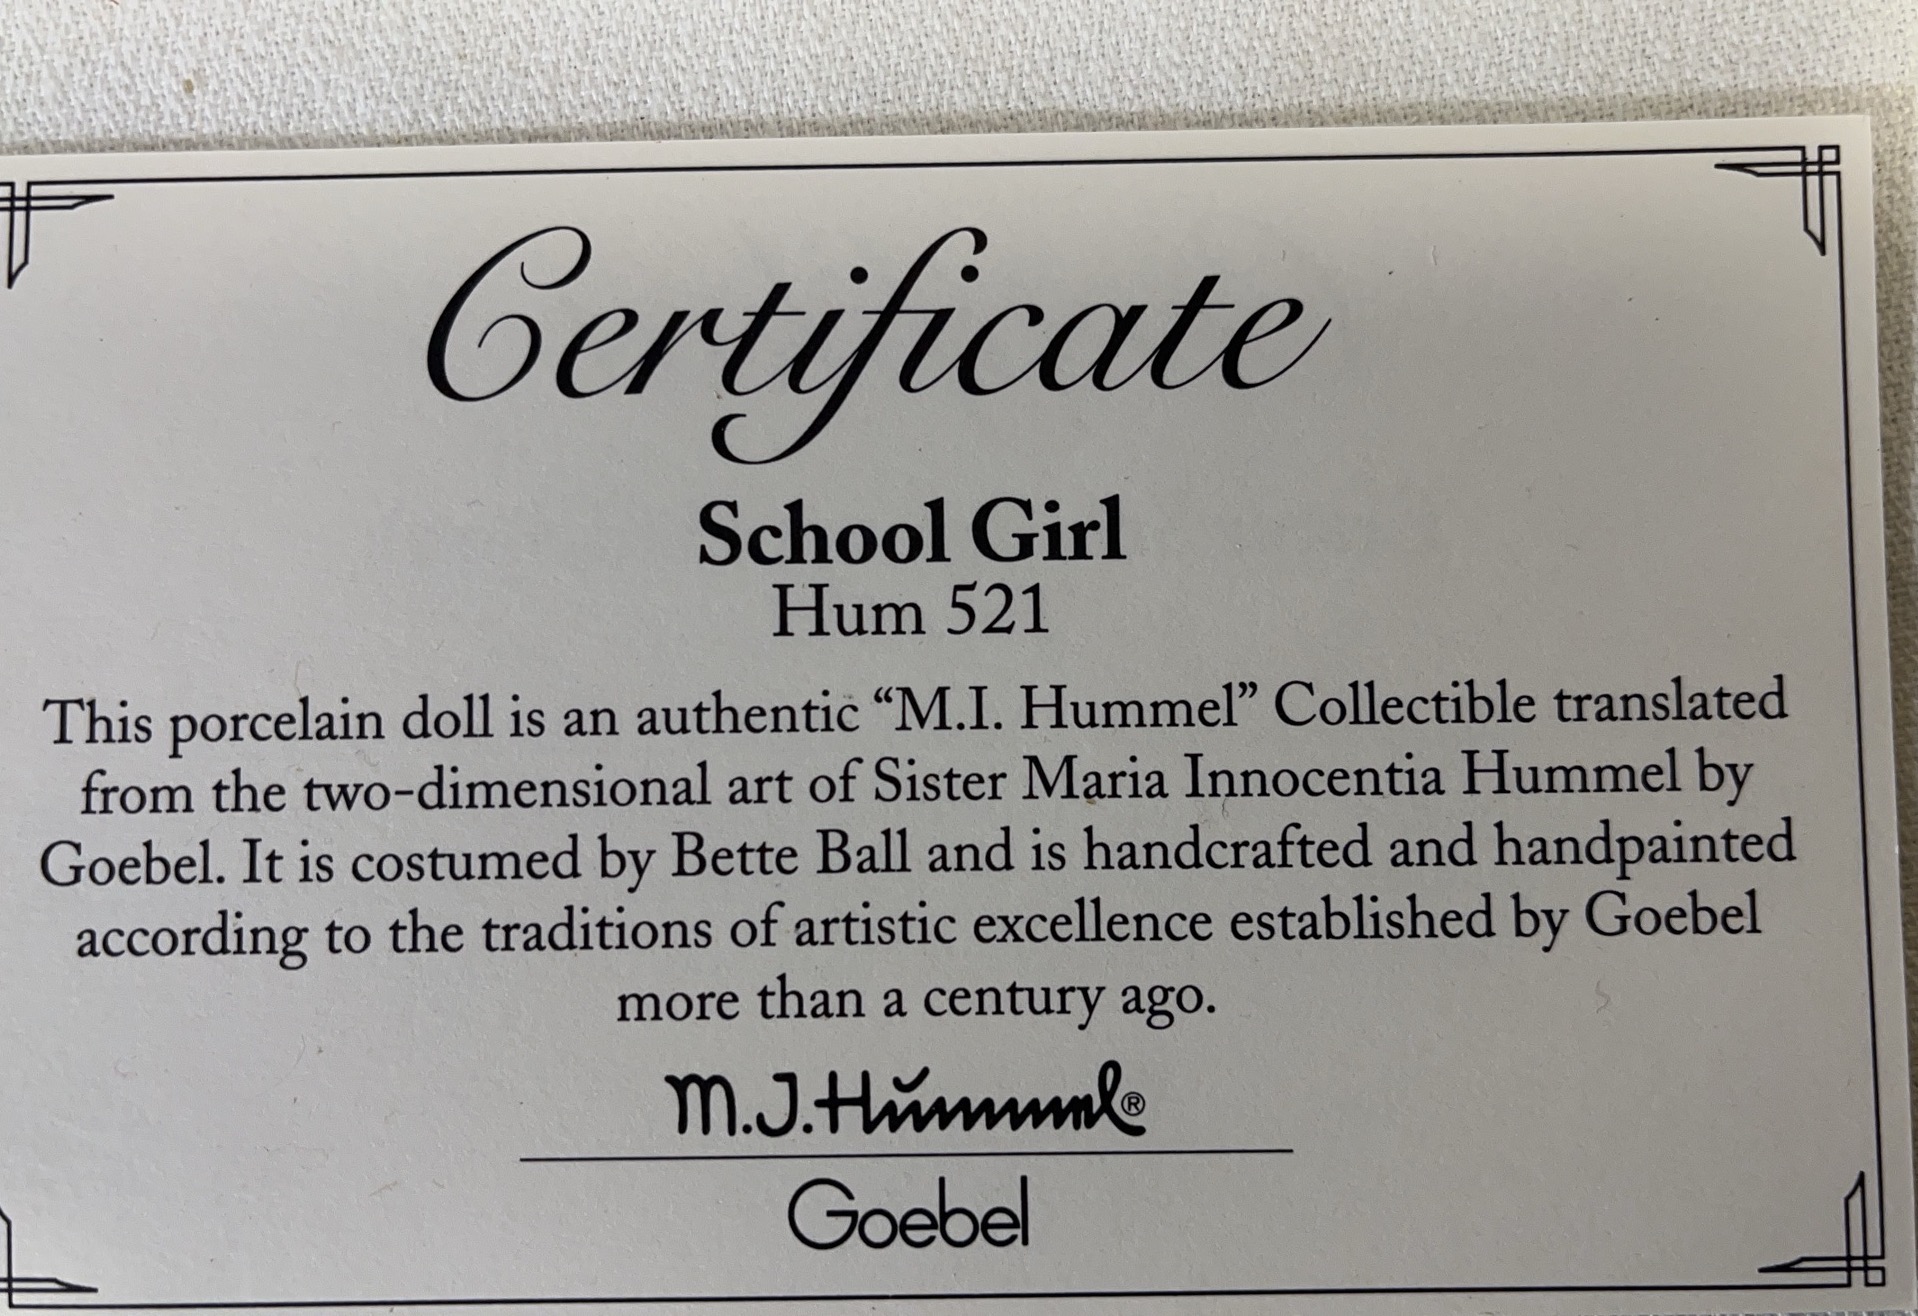 Certificate
School Girl
Hum 521
This porcelain doll is an authentic “M.I. Hummel” Collectible translated
from the two-dimensional art of Sister Maria Innocentia Hummel by
Goebel. It is costumed by Bette Ball and is handcrafted and handpainted
according to the traditions of artistic excellence established by Goebel
more than a century ago.
M.J. Hummel®
Goebel